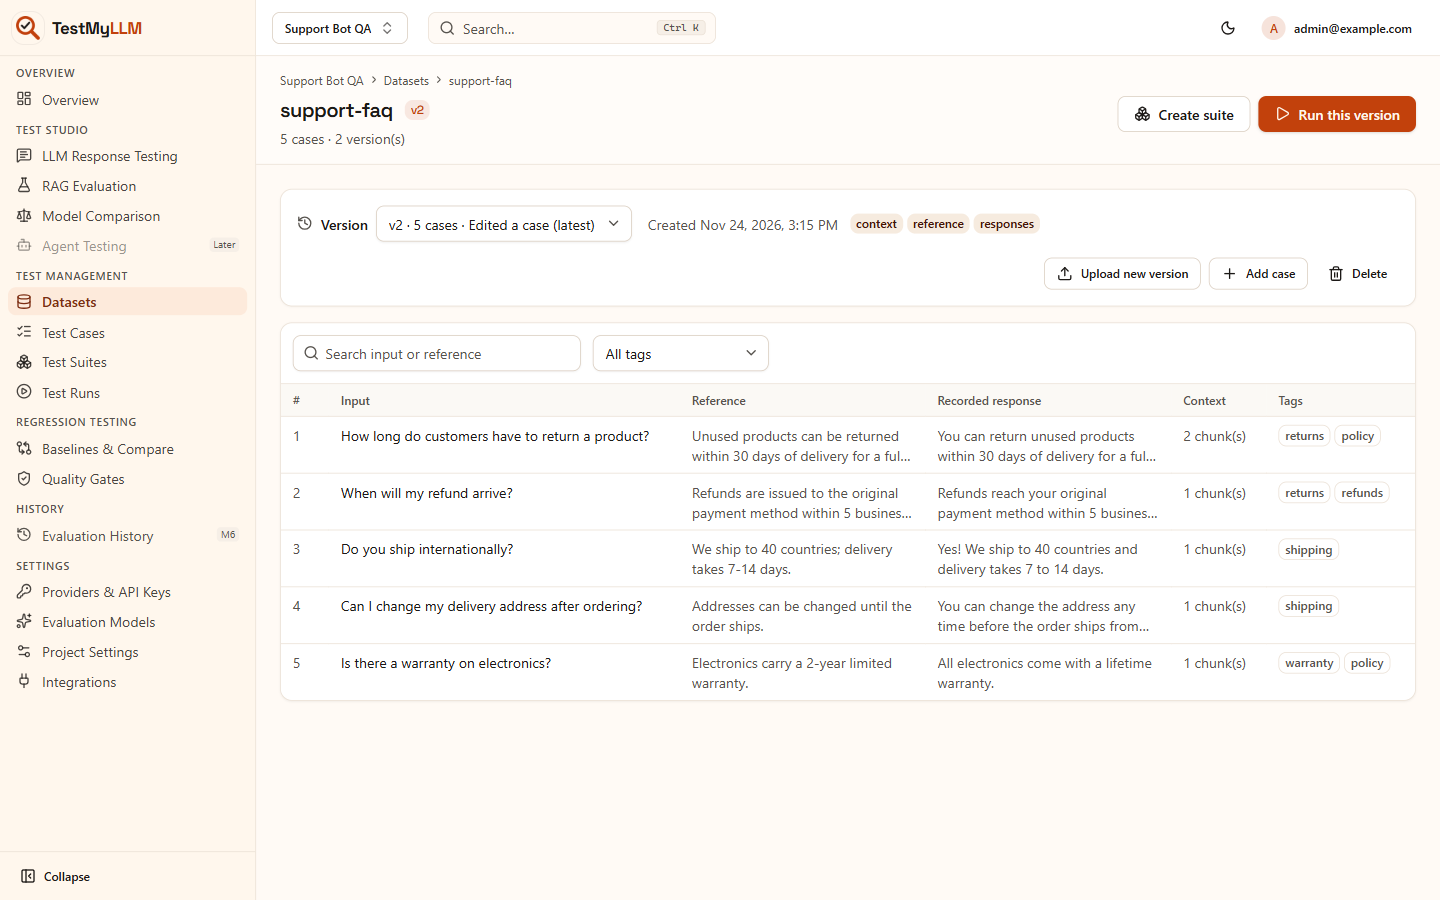 TestMyLLM
Support Bot QA
Search...
Ctrl K
A
admin@example.com
OVERVIEW
Overview
TEST STUDIO
LLM Response Testing
RAG Evaluation
Model Comparison
Agent Testing Later
TEST MANAGEMENT
Datasets
Test Cases
Test Suites
Test Runs
REGRESSION TESTING
Baselines & Compare
Quality Gates
HISTORY
Evaluation History M6
SETTINGS
Providers & API Keys
Evaluation Models
Project Settings
Integrations
Collapse
Support Bot QA > Datasets > support-faq
support-faq v2
5 cases · 2 version(s)
Create suite
Run this version
Version
v2 · 5 cases · Edited a case (latest)
Created Nov 24, 2026, 3:15 PM
context reference responses
Upload new version
Add case
Delete
Search input or reference
All tags
# Input Reference Recorded response Context Tags
1 How long do customers have to return a product?
Unused products can be returned
within 30 days of delivery for a ful...
You can return unused products
within 30 days of delivery for a ful...
2 chunk(s)
returns policy
2 When will my refund arrive?
Refunds are issued to the original
payment method within 5 busines...
Refunds reach your original
payment method within 5 busines...
1 chunk(s)
returns refunds
3 Do you ship internationally?
We ship to 40 countries; delivery
takes 7-14 days.
Yes! We ship to 40 countries and
delivery takes 7 to 14 days.
1 chunk(s)
shipping
4 Can I change my delivery address after ordering?
Addresses can be changed until the
order ships.
You can change the address any
time before the order ships from...
1 chunk(s)
shipping
5 Is there a warranty on electronics?
Electronics carry a 2-year limited
warranty.
All electronics come with a lifetime
warranty.
1 chunk(s)
warranty policy